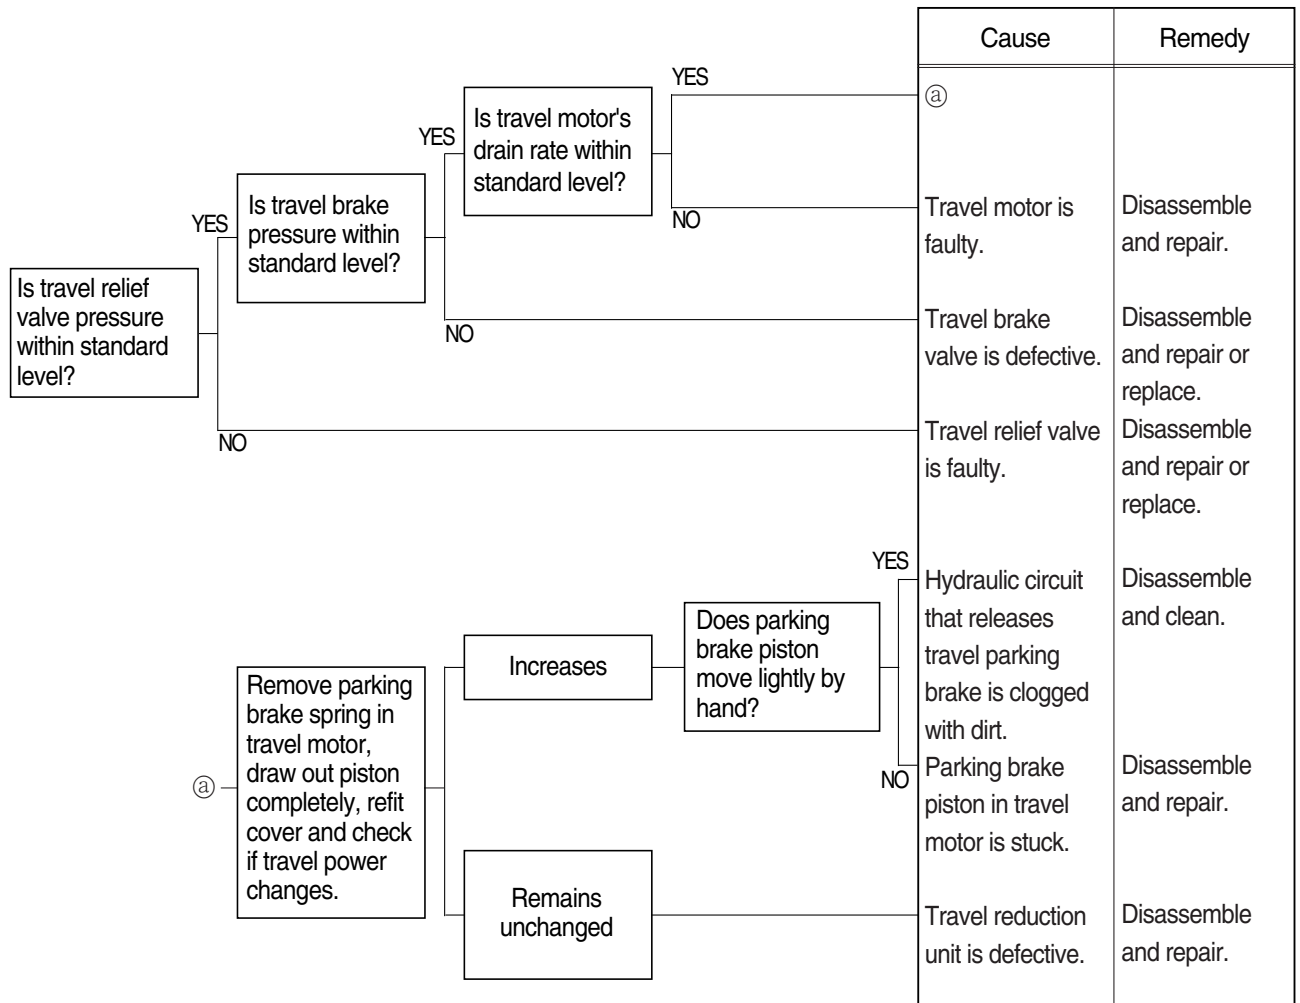 Cause
Remedy
YES
ⓐ
Is travel motor's
drain rate within
standard level?
YES
NO
Travel motor is
faulty.
Disassemble
and repair.
Is travel brake
pressure within
standard level?
YES
NO
Travel brake
valve is defective.
Disassemble
and repair or
replace.
Is travel relief
valve pressure
within standard
level?
NO
Travel relief valve
is faulty.
Disassemble
and repair or
replace.
ⓐ
Remove parking
brake spring in
travel motor,
draw out piston
completely, refit
cover and check
if travel power
changes.
Increases
Does parking
brake piston
move lightly by
hand?
YES
Hydraulic circuit
that releases
travel parking
brake is clogged
with dirt.
Disassemble
and clean.
NO
Parking brake
piston in travel
motor is stuck.
Disassemble
and repair.
Remains
unchanged
Travel reduction
unit is defective.
Disassemble
and repair.